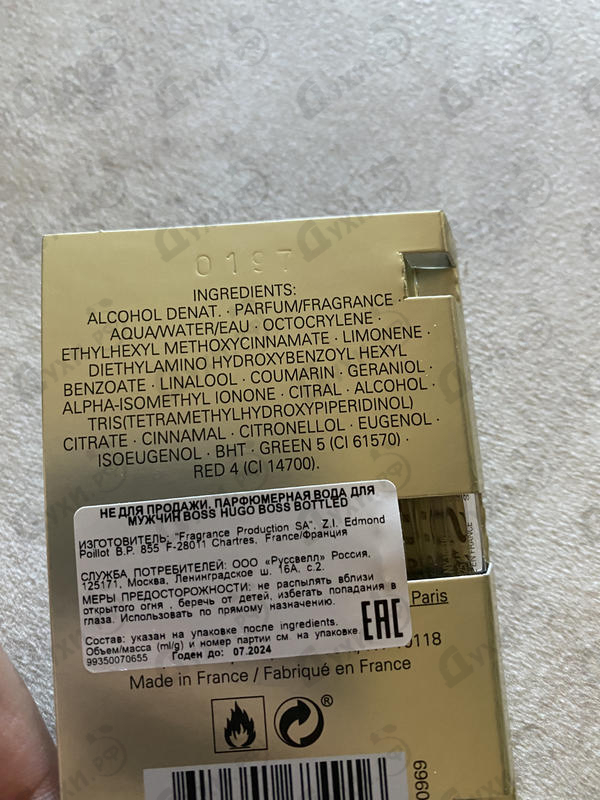 0197
INGREDIENTS:
ALCOHOL DENAT. · PARFUM/FRAGRANCE ·
AQUA/WATER/EAU · OCTOCRYLENE ·
ETHYLHEXYL METHOXYCINNAMATE · LIMONENE ·
DIETHYLAMINO HYDROXYBENZOYL HEXYL
BENZOATE · LINALOOL · COUMARIN · GERANIOL ·
ALPHA-ISOMETHYL IONONE · CITRAL · ALCOHOL ·
TRIS(TETRAMETHYLHYDROXYPIPERIDINOL)
CITRATE · CINNAMAL · CITRONELLOL · EUGENOL ·
ISOEUGENOL · BHT · GREEN 5 (CI 61570) ·
RED 4 (CI 14700).
НЕ ДЛЯ ПРОДАЖИ. ПАРФЮМЕРНАЯ ВОДА ДЛЯ
МУЖЧИН BOSS HUGO BOSS BOTTLED
ИЗГОТОВИТЕЛЬ: "Fragrance Production SA", Z.I. Edmond
Poillot B.P. 855 F-28011 Chartres, France/Франция
СЛУЖБА ПОТРЕБИТЕЛЕЙ: ООО «Руссвелл» Россия,
125171, Москва, Ленинградское ш. 16А, с.2.
МЕРЫ ПРЕДОСТОРОЖНОСТИ: не распылять вблизи
открытого огня , беречь от детей, избегать попадания в
глаза. Использовать по прямому назначению.
EAC
Состав: указан на упаковке после ingredients.
Объем/масса (ml/g) и номер партии см на упаковке.
99350070655 Годен до: 07.2024
Paris
10118
Made in France / Fabriqué en France
®
0969
духи.рф